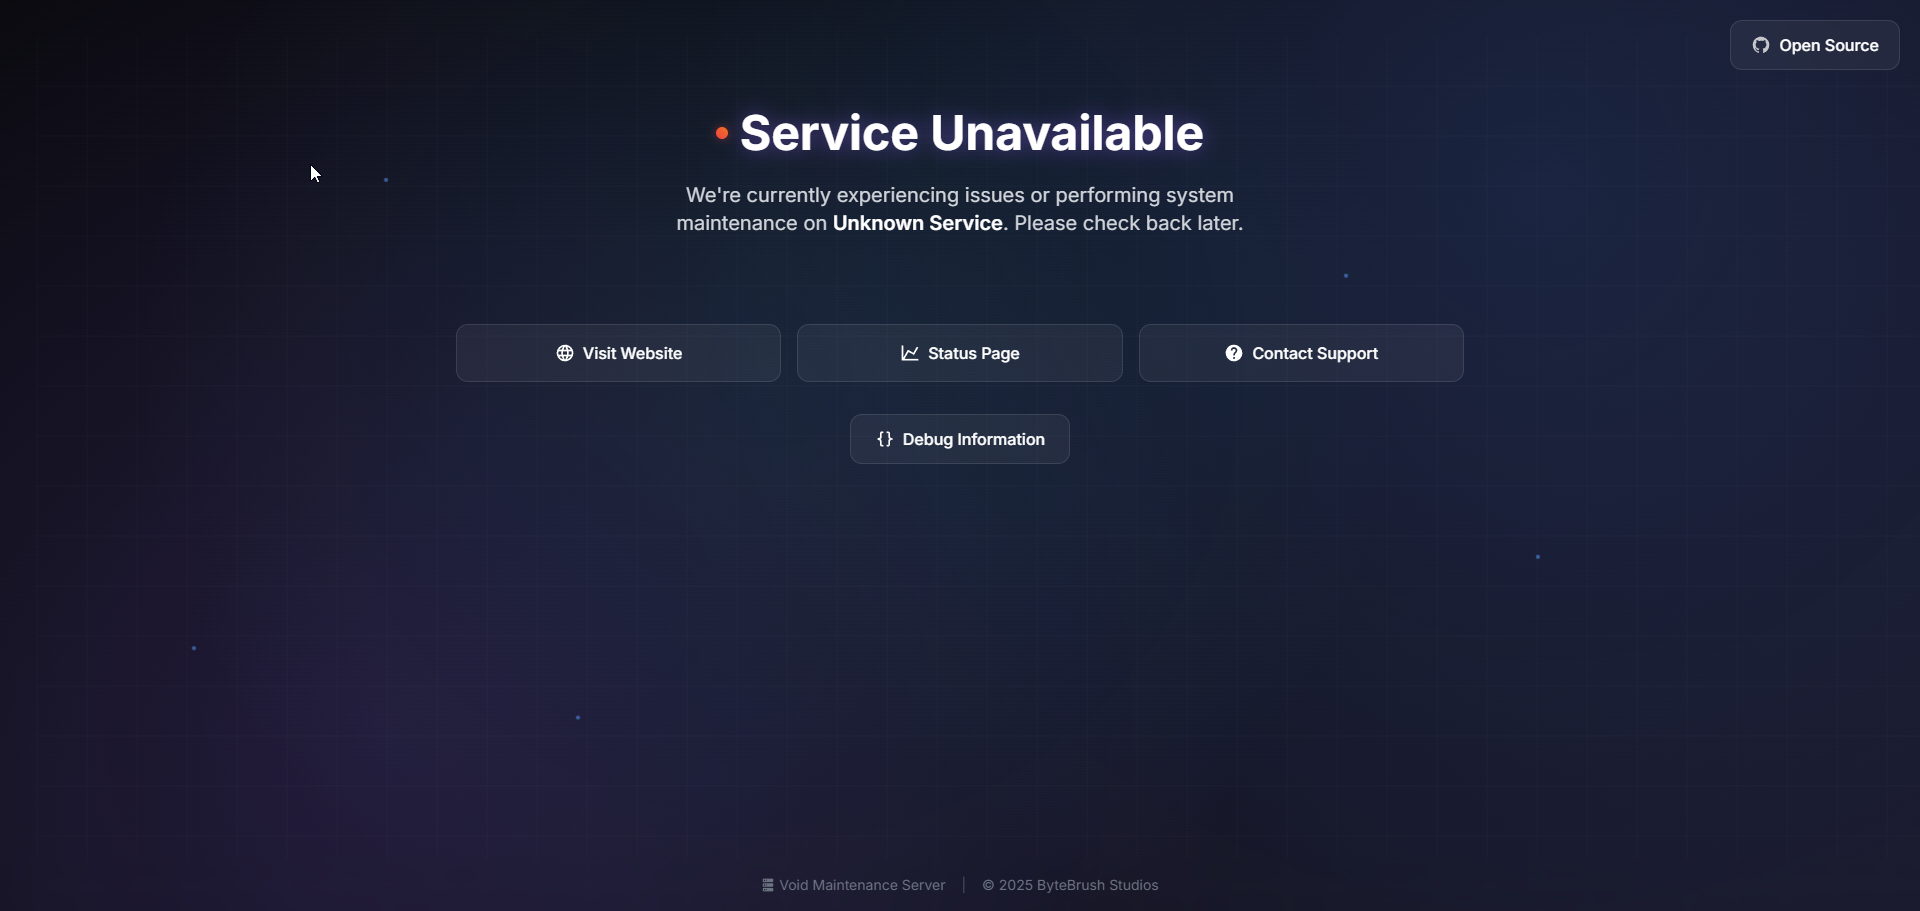 Open Source
Service Unavailable
We're currently experiencing issues or performing system
maintenance on Unknown Service. Please check back later.
Visit Website
Status Page
Contact Support
Debug Information
Void Maintenance Server | © 2025 ByteBrush Studios